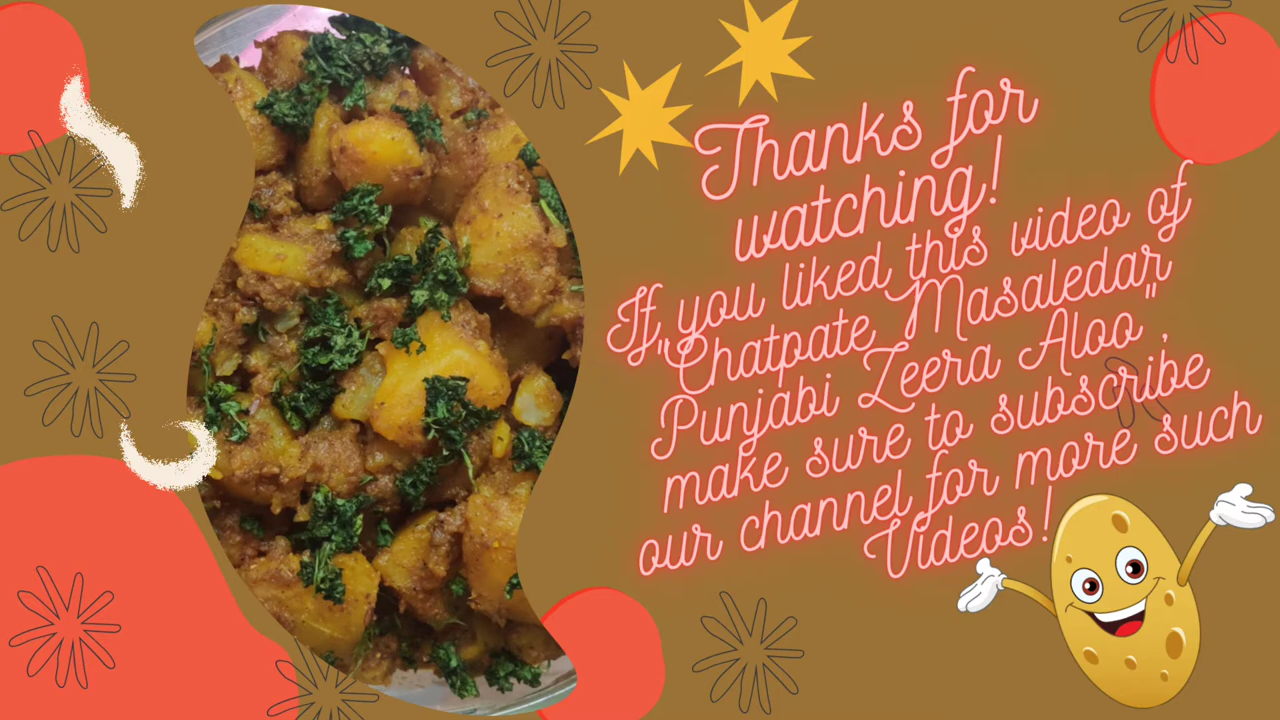 Thanks for
watching!
If you liked this video of
"Chatpate Masaledar
Punjabi Zeera Aloo",
make sure to subscribe
our channel for more such
Videos!